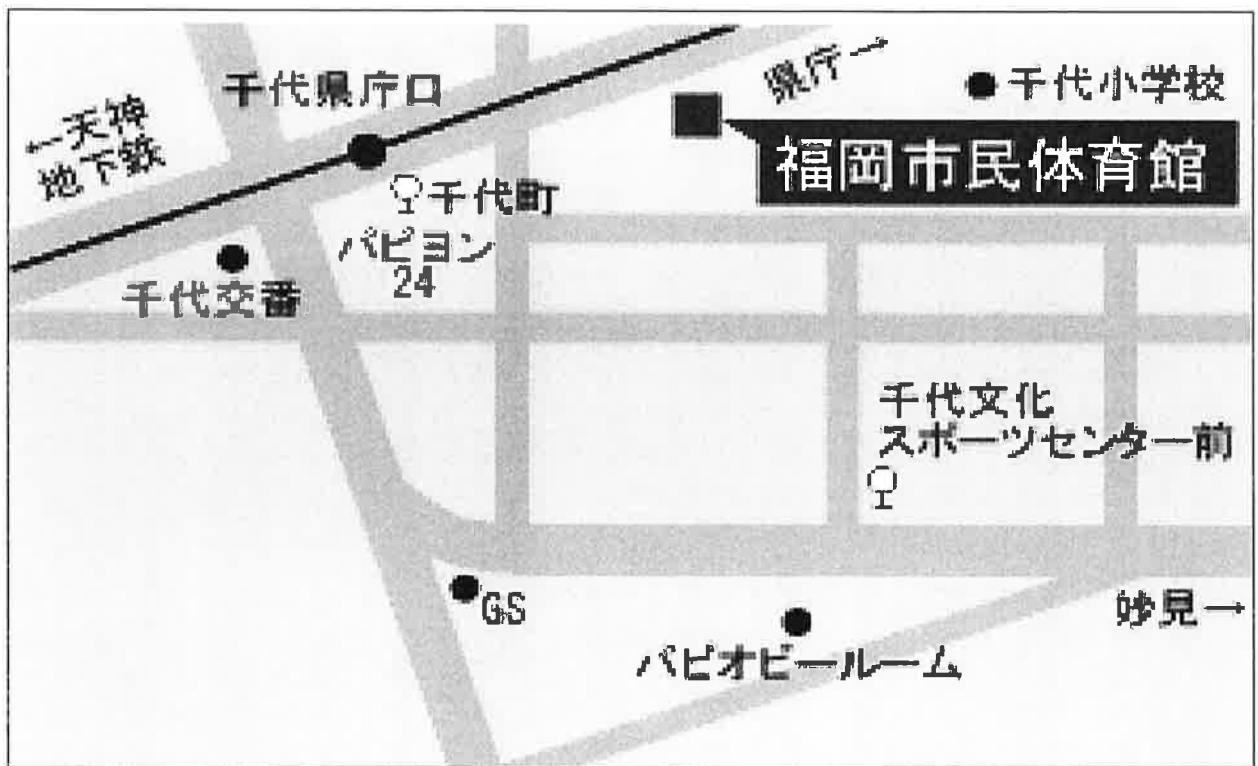 千代県庁口
県庁→
千代小学校
←天神
地下鉄
福岡市民体育館
千代町
パピヨン
24
千代交番
千代文化
スポーツセンター前
GS
妙見→
パピオビールーム